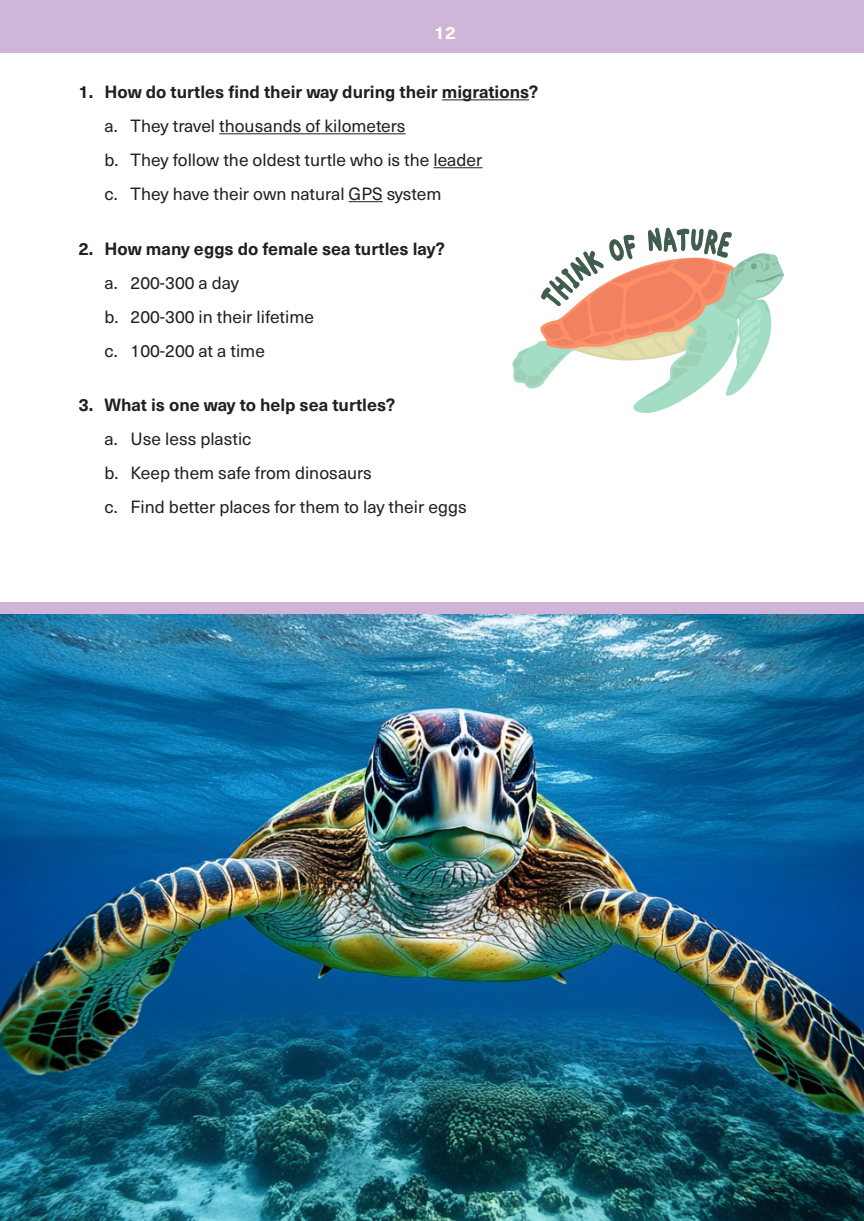 12
1. How do turtles find their way during their migrations?
a. They travel thousands of kilometers
b. They follow the oldest turtle who is the leader
c. They have their own natural GPS system
2. How many eggs do female sea turtles lay?
a. 200-300 a day
b. 200-300 in their lifetime
c. 100-200 at a time
THINK OF NATURE
3. What is one way to help sea turtles?
a. Use less plastic
b. Keep them safe from dinosaurs
c. Find better places for them to lay their eggs